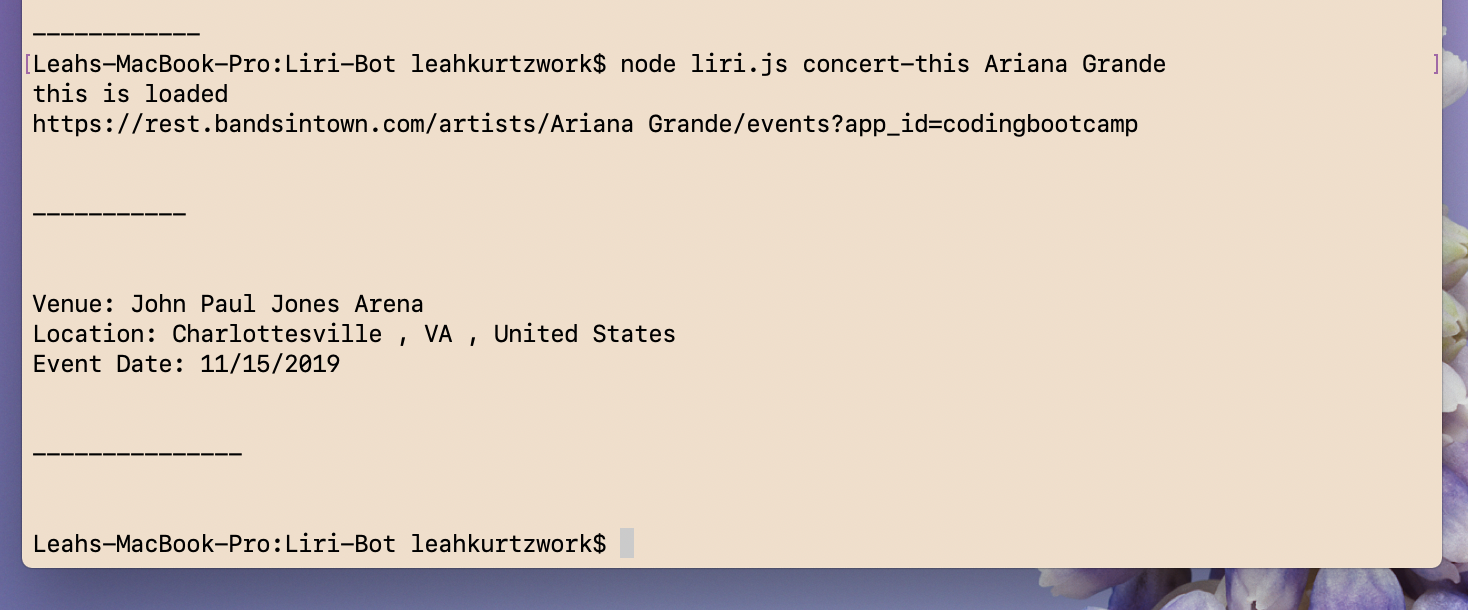 ------------
[Leahs-MacBook-Pro:Liri-Bot leahkurtzwork$ node liri.js concert-this Ariana Grande ]
this is loaded
https://rest.bandsintown.com/artists/Ariana Grande/events?app_id=codingbootcamp
-----------
Venue: John Paul Jones Arena
Location: Charlottesville , VA , United States
Event Date: 11/15/2019
---------------
Leahs-MacBook-Pro:Liri-Bot leahkurtzwork$